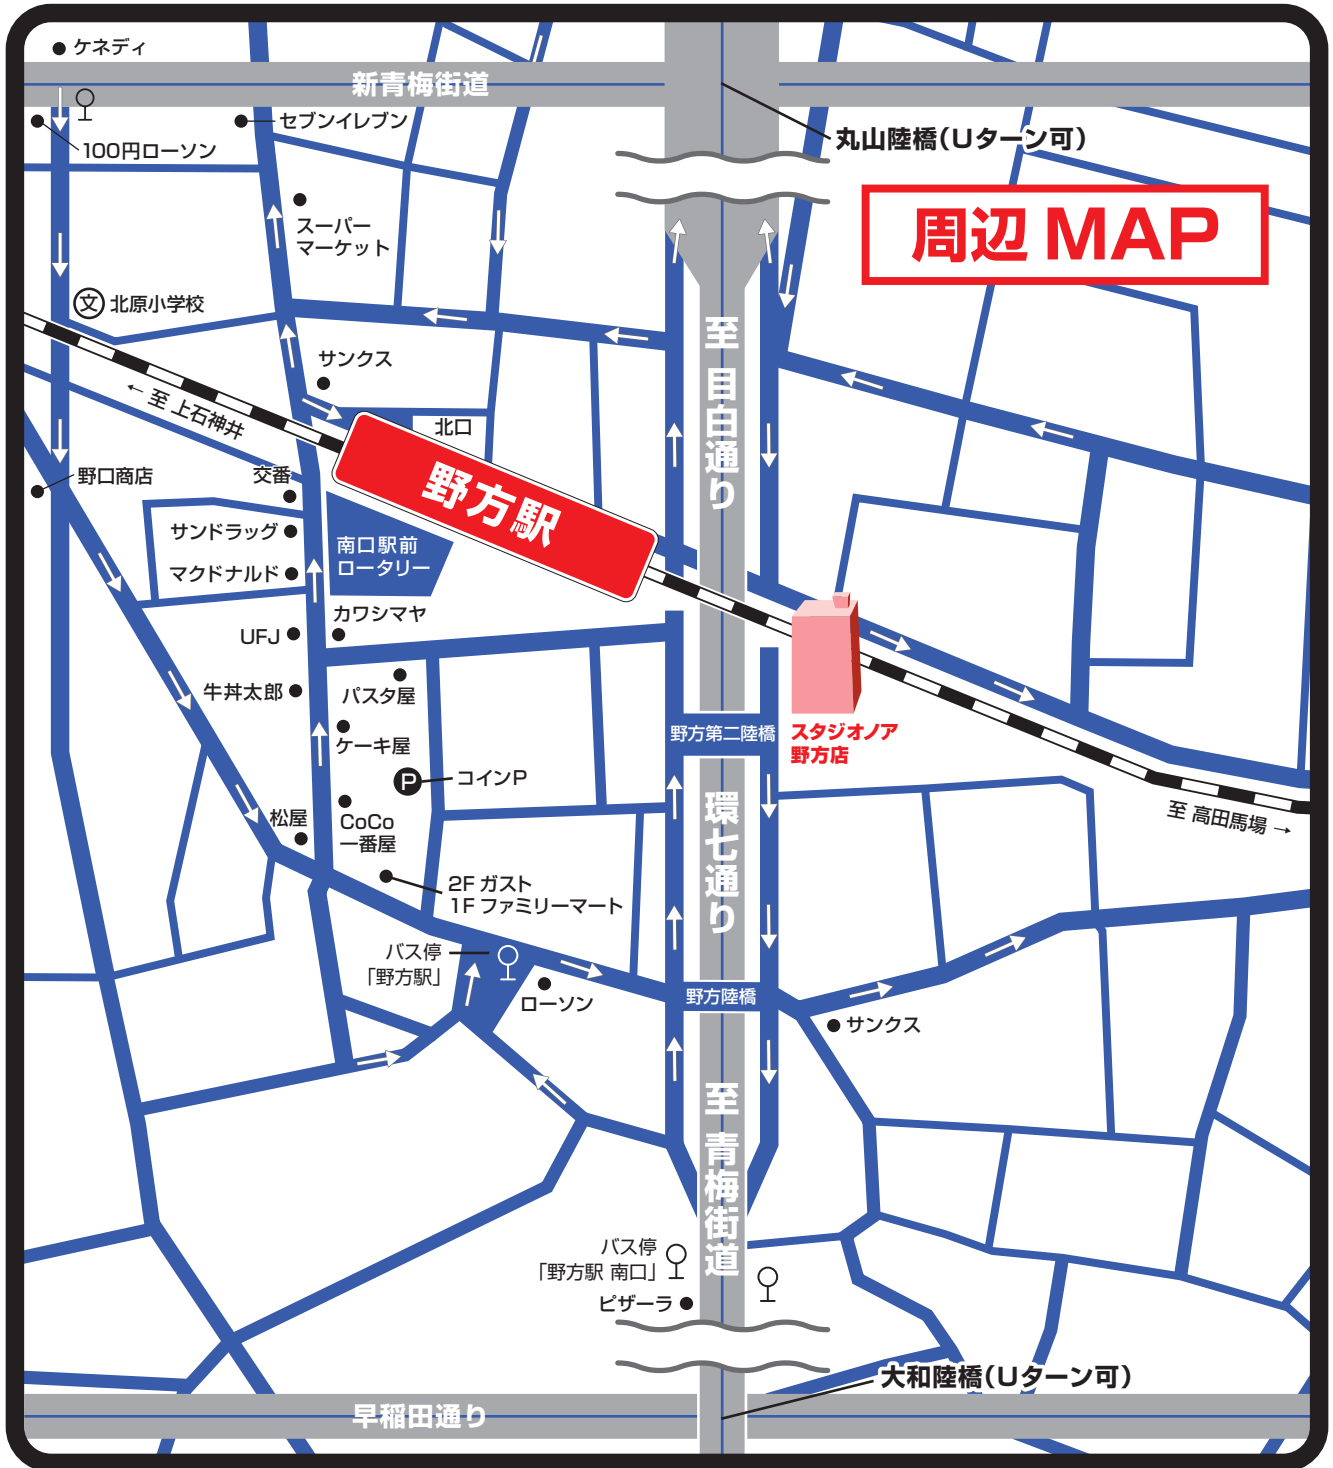 ケネディ
新青梅街道
100円ローソン
セブンイレブン
丸山陸橋(Uターン可)
周辺 MAP
スーパー
マーケット
文
北原小学校
サンクス
← 至 上石神井
北口
至 目白通り
野方駅
野口商店
交番
サンドラッグ
マクドナルド
南口駅前
ロータリー
カワシマヤ
UFJ
牛丼太郎
パスタ屋
ケーキ屋
P
コインP
野方第二陸橋
スタジオノア
野方店
至 高田馬場 →
環七通り
松屋
CoCo
一番屋
2F ガスト
1F ファミリーマート
バス停
「野方駅」
ローソン
野方陸橋
サンクス
至 青梅街道
バス停
「野方駅 南口」
ピザーラ
大和陸橋(Uターン可)
早稲田通り